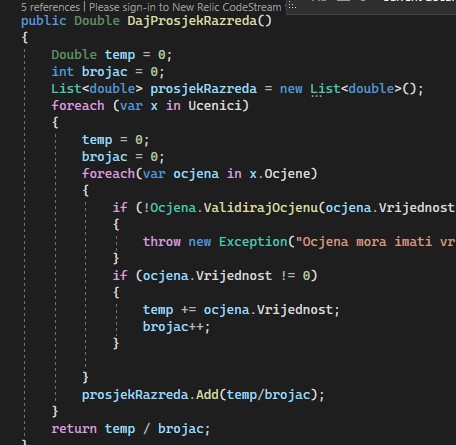 5 references | Please sign-in to New Relic CodeStream
public Double DajProsjekRazreda()
{
    Double temp = 0;
    int brojac = 0;
    List<double> prosjekRazreda = new List<double>();
    foreach (var x in Ucenici)
    {
        temp = 0;
        brojac = 0;
        foreach(var ocjena in x.Ocjene)
        {
            if (!Ocjena.ValidirajOcjenu(ocjena.Vrijednost
            {
                throw new Exception("Ocjena mora imati vr
            }
            if (ocjena.Vrijednost != 0)
            {
                temp += ocjena.Vrijednost;
                brojac++;
            }
        }
        prosjekRazreda.Add(temp/brojac);
    }
    return temp / brojac;
}